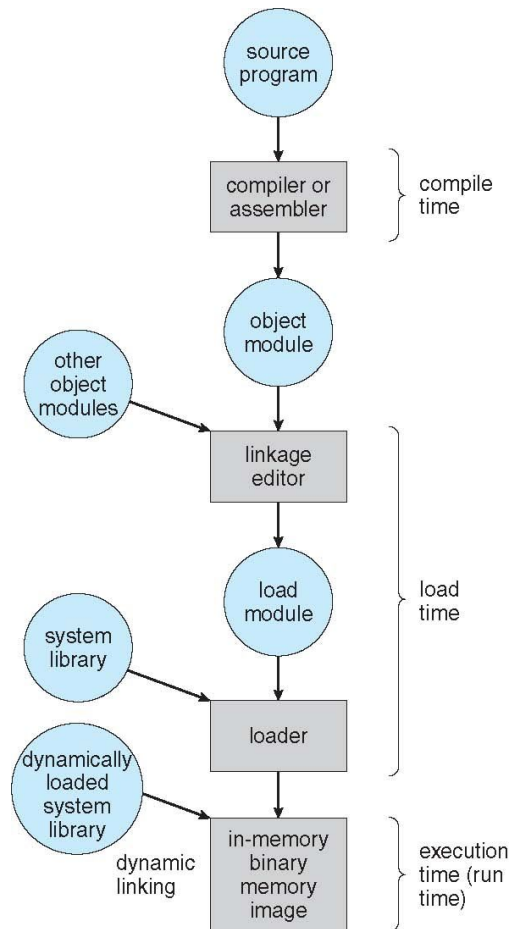 source
program
compiler or
assembler
compile
time
object
module
other
object
modules
linkage
editor
load
module
load
time
system
library
loader
dynamically
loaded
system
library
dynamic
linking
in-memory
binary
memory
image
execution
time (run
time)